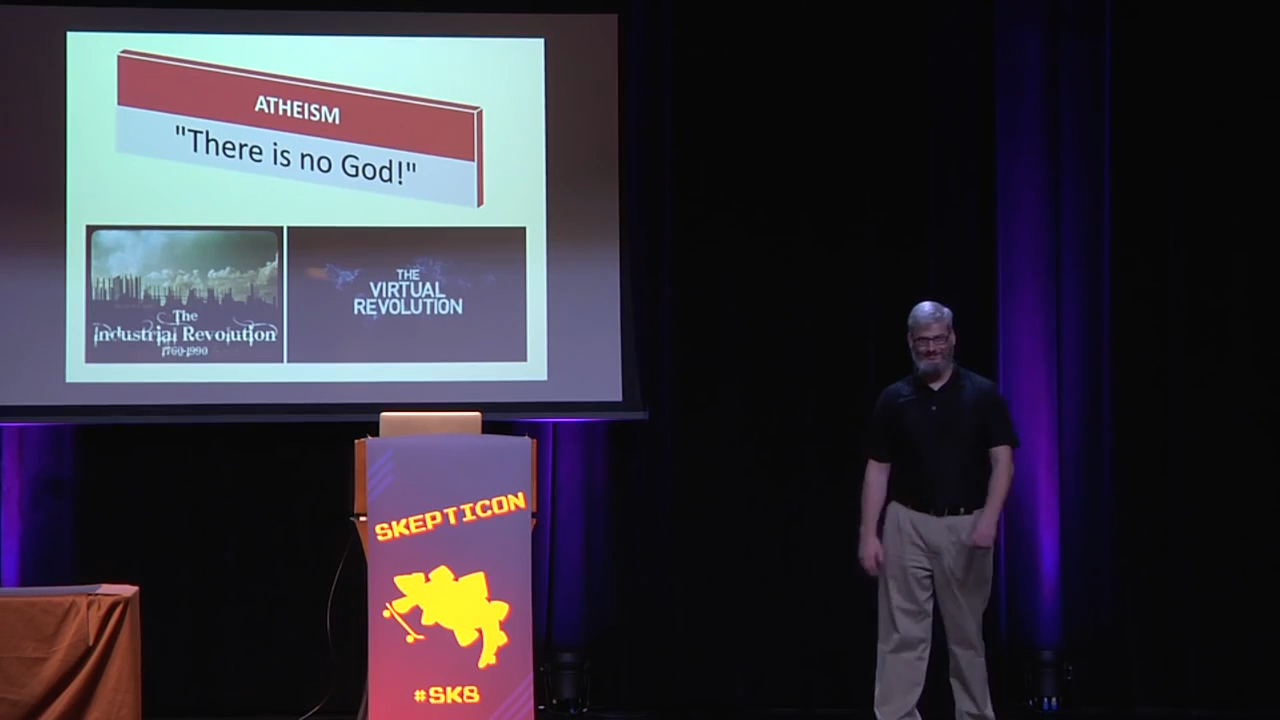 ATHEISM
"There is no God!"
The
Industrial Revolution
1760-1990
THE
VIRTUAL
REVOLUTION
SKEPTICON
#SK8